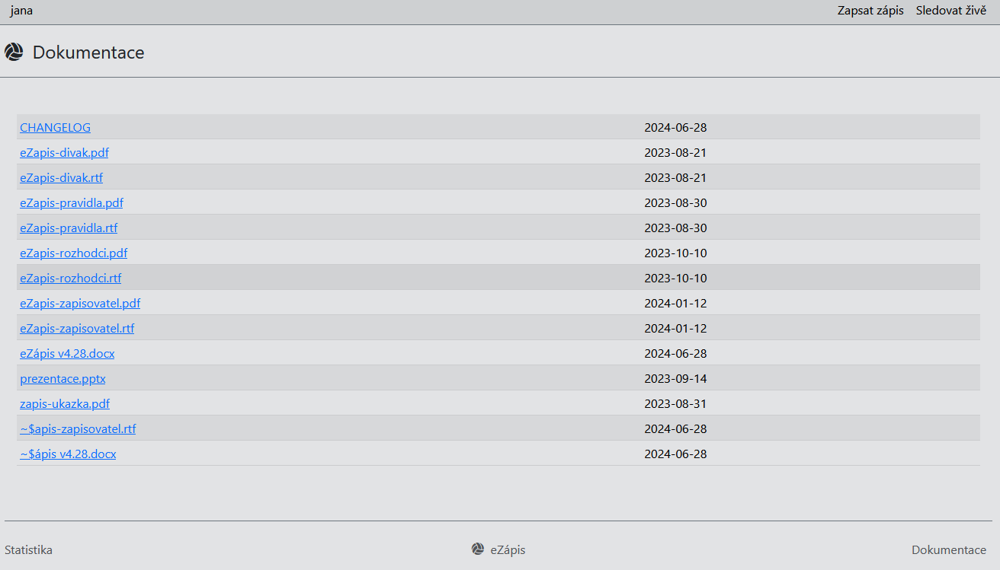 jana Zapsat zápis Sledovat živě
Dokumentace
CHANGELOG 2024-06-28
eZapis-divak.pdf 2023-08-21
eZapis-divak.rtf 2023-08-21
eZapis-pravidla.pdf 2023-08-30
eZapis-pravidla.rtf 2023-08-30
eZapis-rozhodci.pdf 2023-10-10
eZapis-rozhodci.rtf 2023-10-10
eZapis-zapisovatel.pdf 2024-01-12
eZapis-zapisovatel.rtf 2024-01-12
eZápis v4.28.docx 2024-06-28
prezentace.pptx 2023-09-14
zapis-ukazka.pdf 2023-08-31
~$apis-zapisovatel.rtf 2024-06-28
~$ápis v4.28.docx 2024-06-28
Statistika eZápis Dokumentace